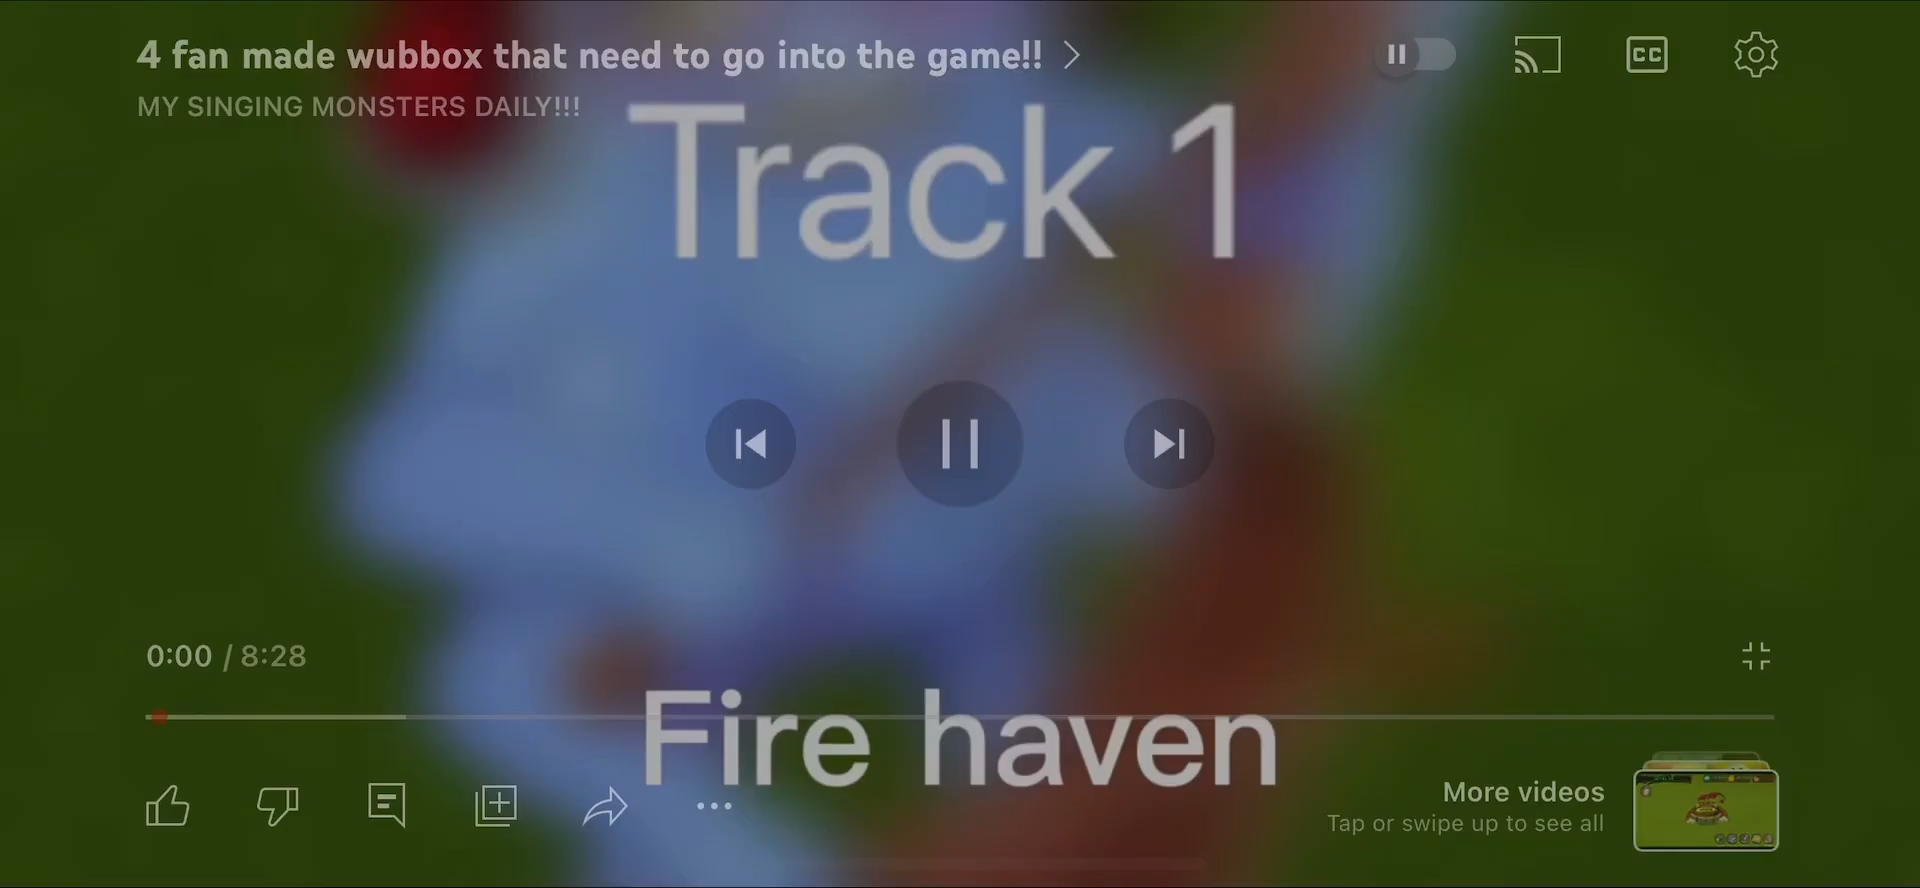 4 fan made wubbox that need to go into the game!!
MY SINGING MONSTERS DAILY!!!
CC
Track 1
0:00 / 8:28
Fire haven
More videos
Tap or swipe up to see all